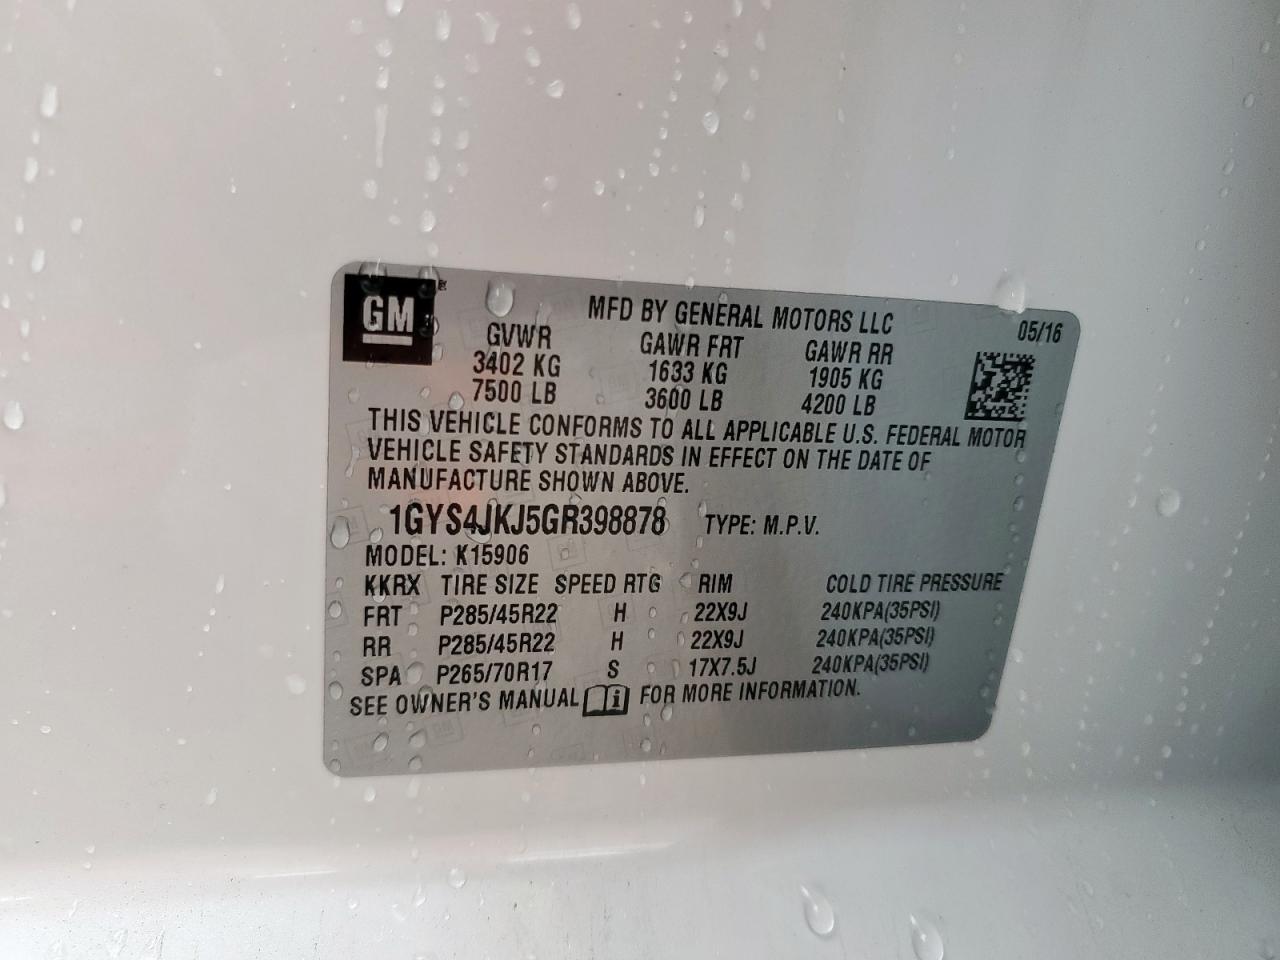 GM
MFD BY GENERAL MOTORS LLC 05/16
GVWR GAWR FRT GAWR RR
3402 KG 1633 KG 1905 KG
7500 LB 3600 LB 4200 LB
THIS VEHICLE CONFORMS TO ALL APPLICABLE U.S. FEDERAL MOTOR
VEHICLE SAFETY STANDARDS IN EFFECT ON THE DATE OF
MANUFACTURE SHOWN ABOVE.
1GYS4JKJ5GR398878 TYPE: M.P.V.
MODEL: K15906
KKRX TIRE SIZE SPEED RTG RIM COLD TIRE PRESSURE
FRT P285/45R22 H 22X9J 240KPA(35PSI)
RR P285/45R22 H 22X9J 240KPA(35PSI)
SPA P265/70R17 S 17X7.5J 240KPA(35PSI)
SEE OWNER'S MANUAL i FOR MORE INFORMATION.